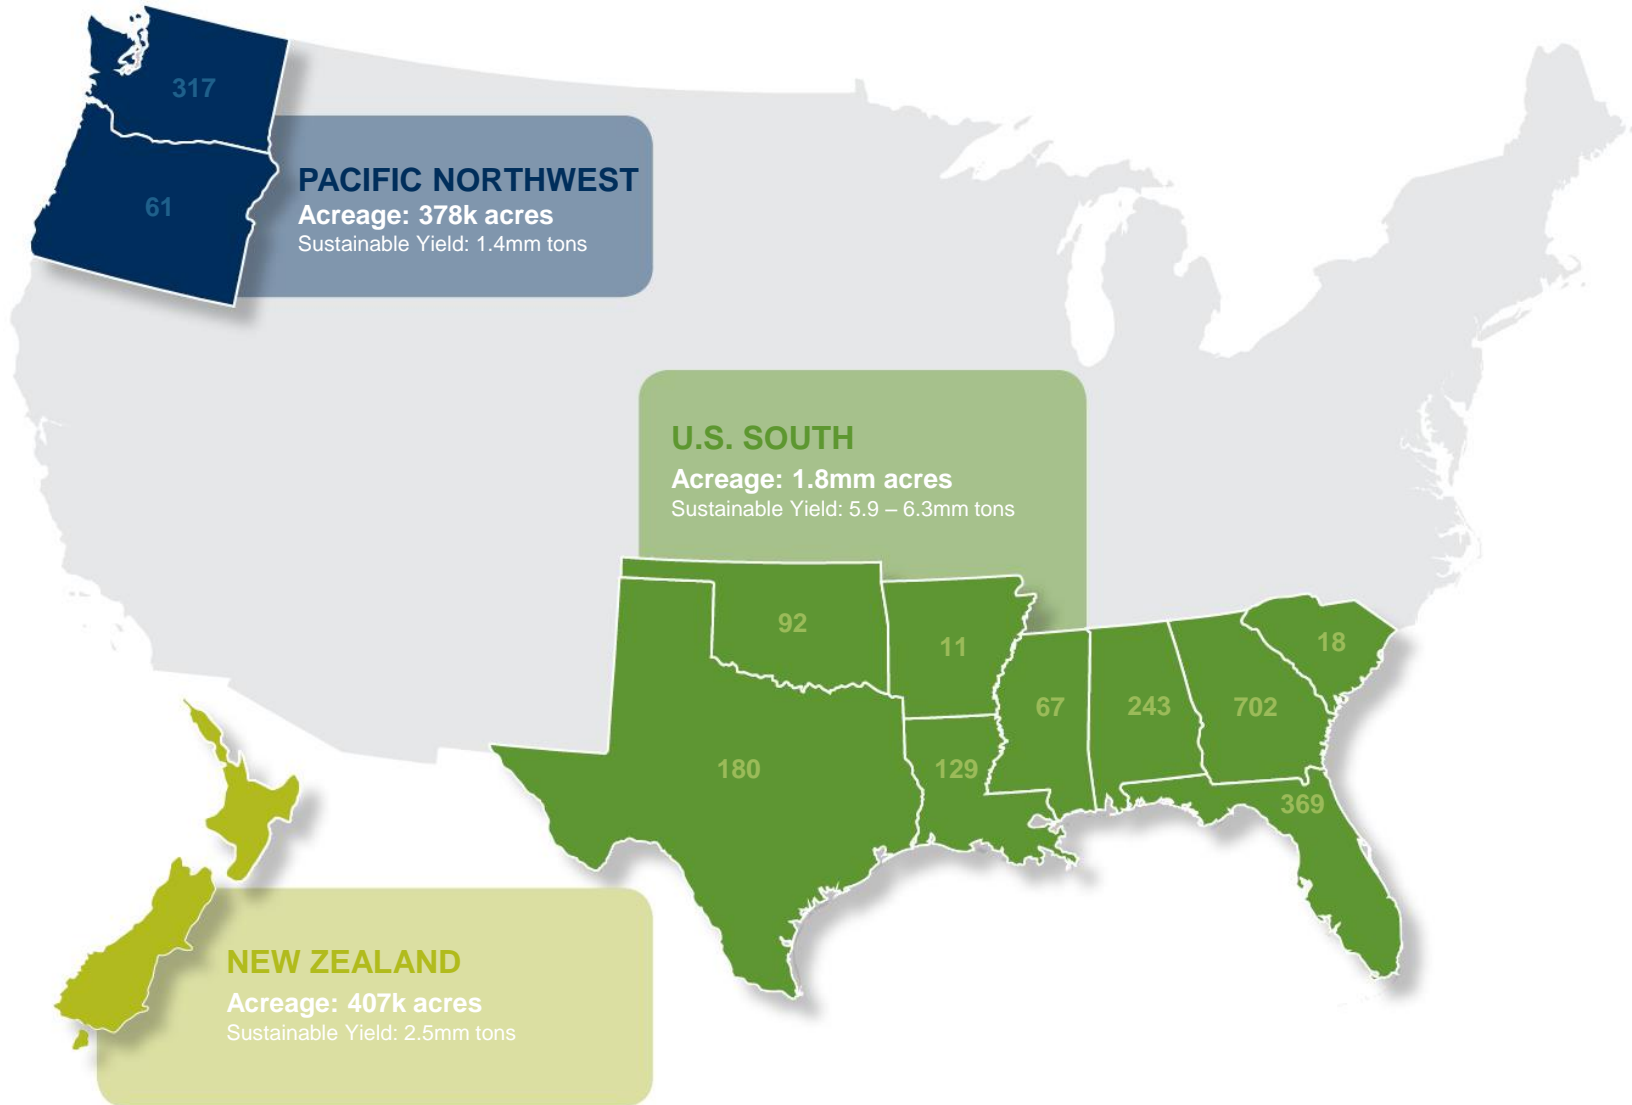 317
61
PACIFIC NORTHWEST
Acreage: 378k acres
Sustainable Yield: 1.4mm tons
U.S. SOUTH
Acreage: 1.8mm acres
Sustainable Yield: 5.9 – 6.3mm tons
92
11
18
67
243
702
180
129
369
NEW ZEALAND
Acreage: 407k acres
Sustainable Yield: 2.5mm tons